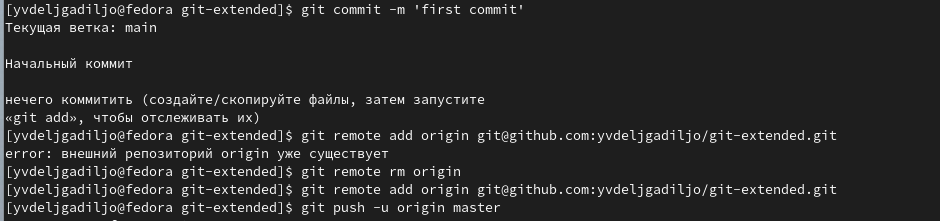 [yvdeljgadiljo@fedora git-extended]$ git commit -m 'first commit'
Текущая ветка: main
Начальный коммит
нечего коммитить (создайте/скопируйте файлы, затем запустите
«git add», чтобы отслеживать их)
[yvdeljgadiljo@fedora git-extended]$ git remote add origin git@github.com:yvdeljgadiljo/git-extended.git
error: внешний репозиторий origin уже существует
[yvdeljgadiljo@fedora git-extended]$ git remote rm origin
[yvdeljgadiljo@fedora git-extended]$ git remote add origin git@github.com:yvdeljgadiljo/git-extended.git
[yvdeljgadiljo@fedora git-extended]$ git push -u origin master